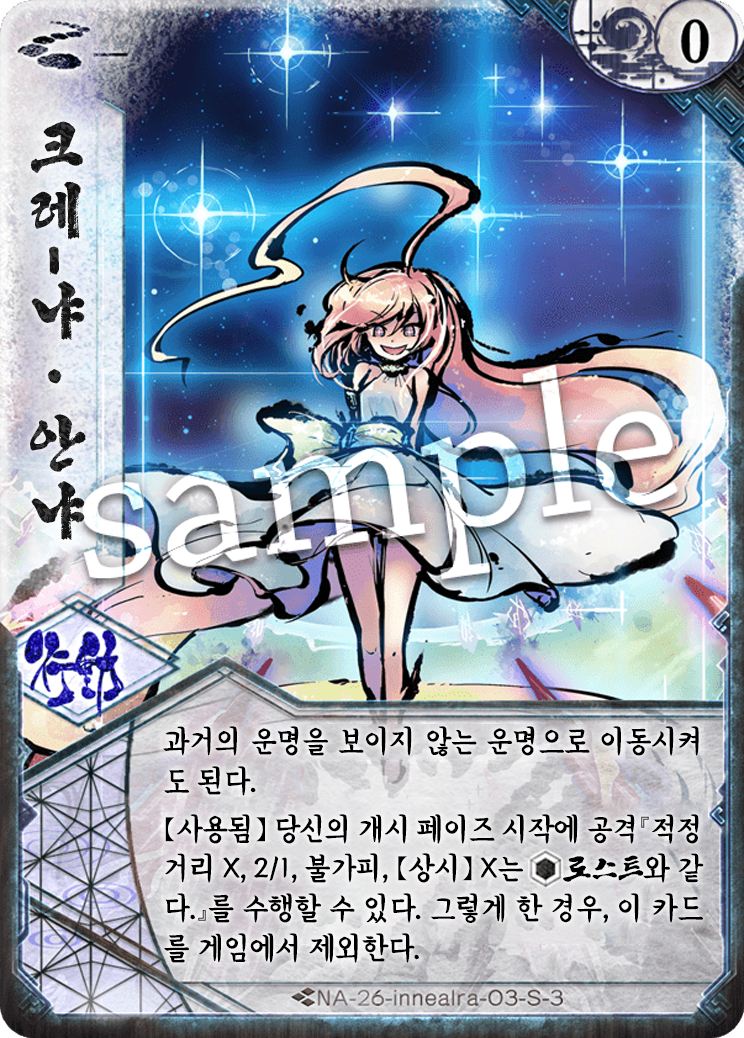 0
크레-냐·안냐
sample
行動
과거의 운명을 보이지 않는 운명으로 이동시켜
도 된다.
【사용됨】당신의 개시 페이즈 시작에 공격『적정
거리 X, 2/1, 불가피,【상시】X는 로스트와 같
다.』를 수행할 수 있다. 그렇게 한 경우, 이 카드
를 게임에서 제외한다.
NA-26-innealra-O3-S-3